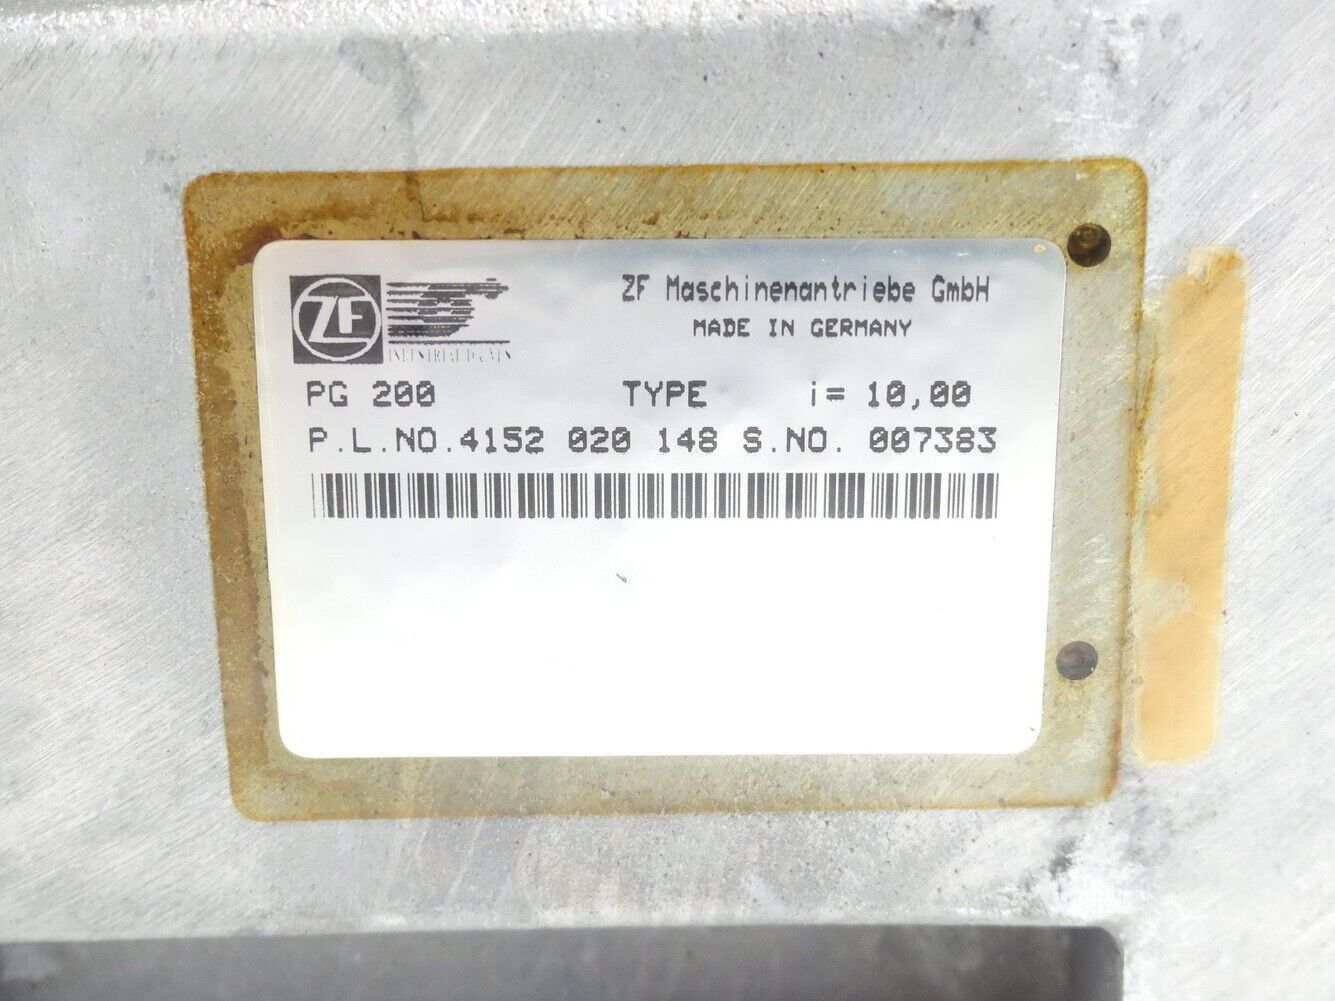 ZF
ZF Maschinenantriebe GmbH
MADE IN GERMANY
PG 200 TYPE i= 10,00
P.L.NO.4152 020 148 S.NO. 007383